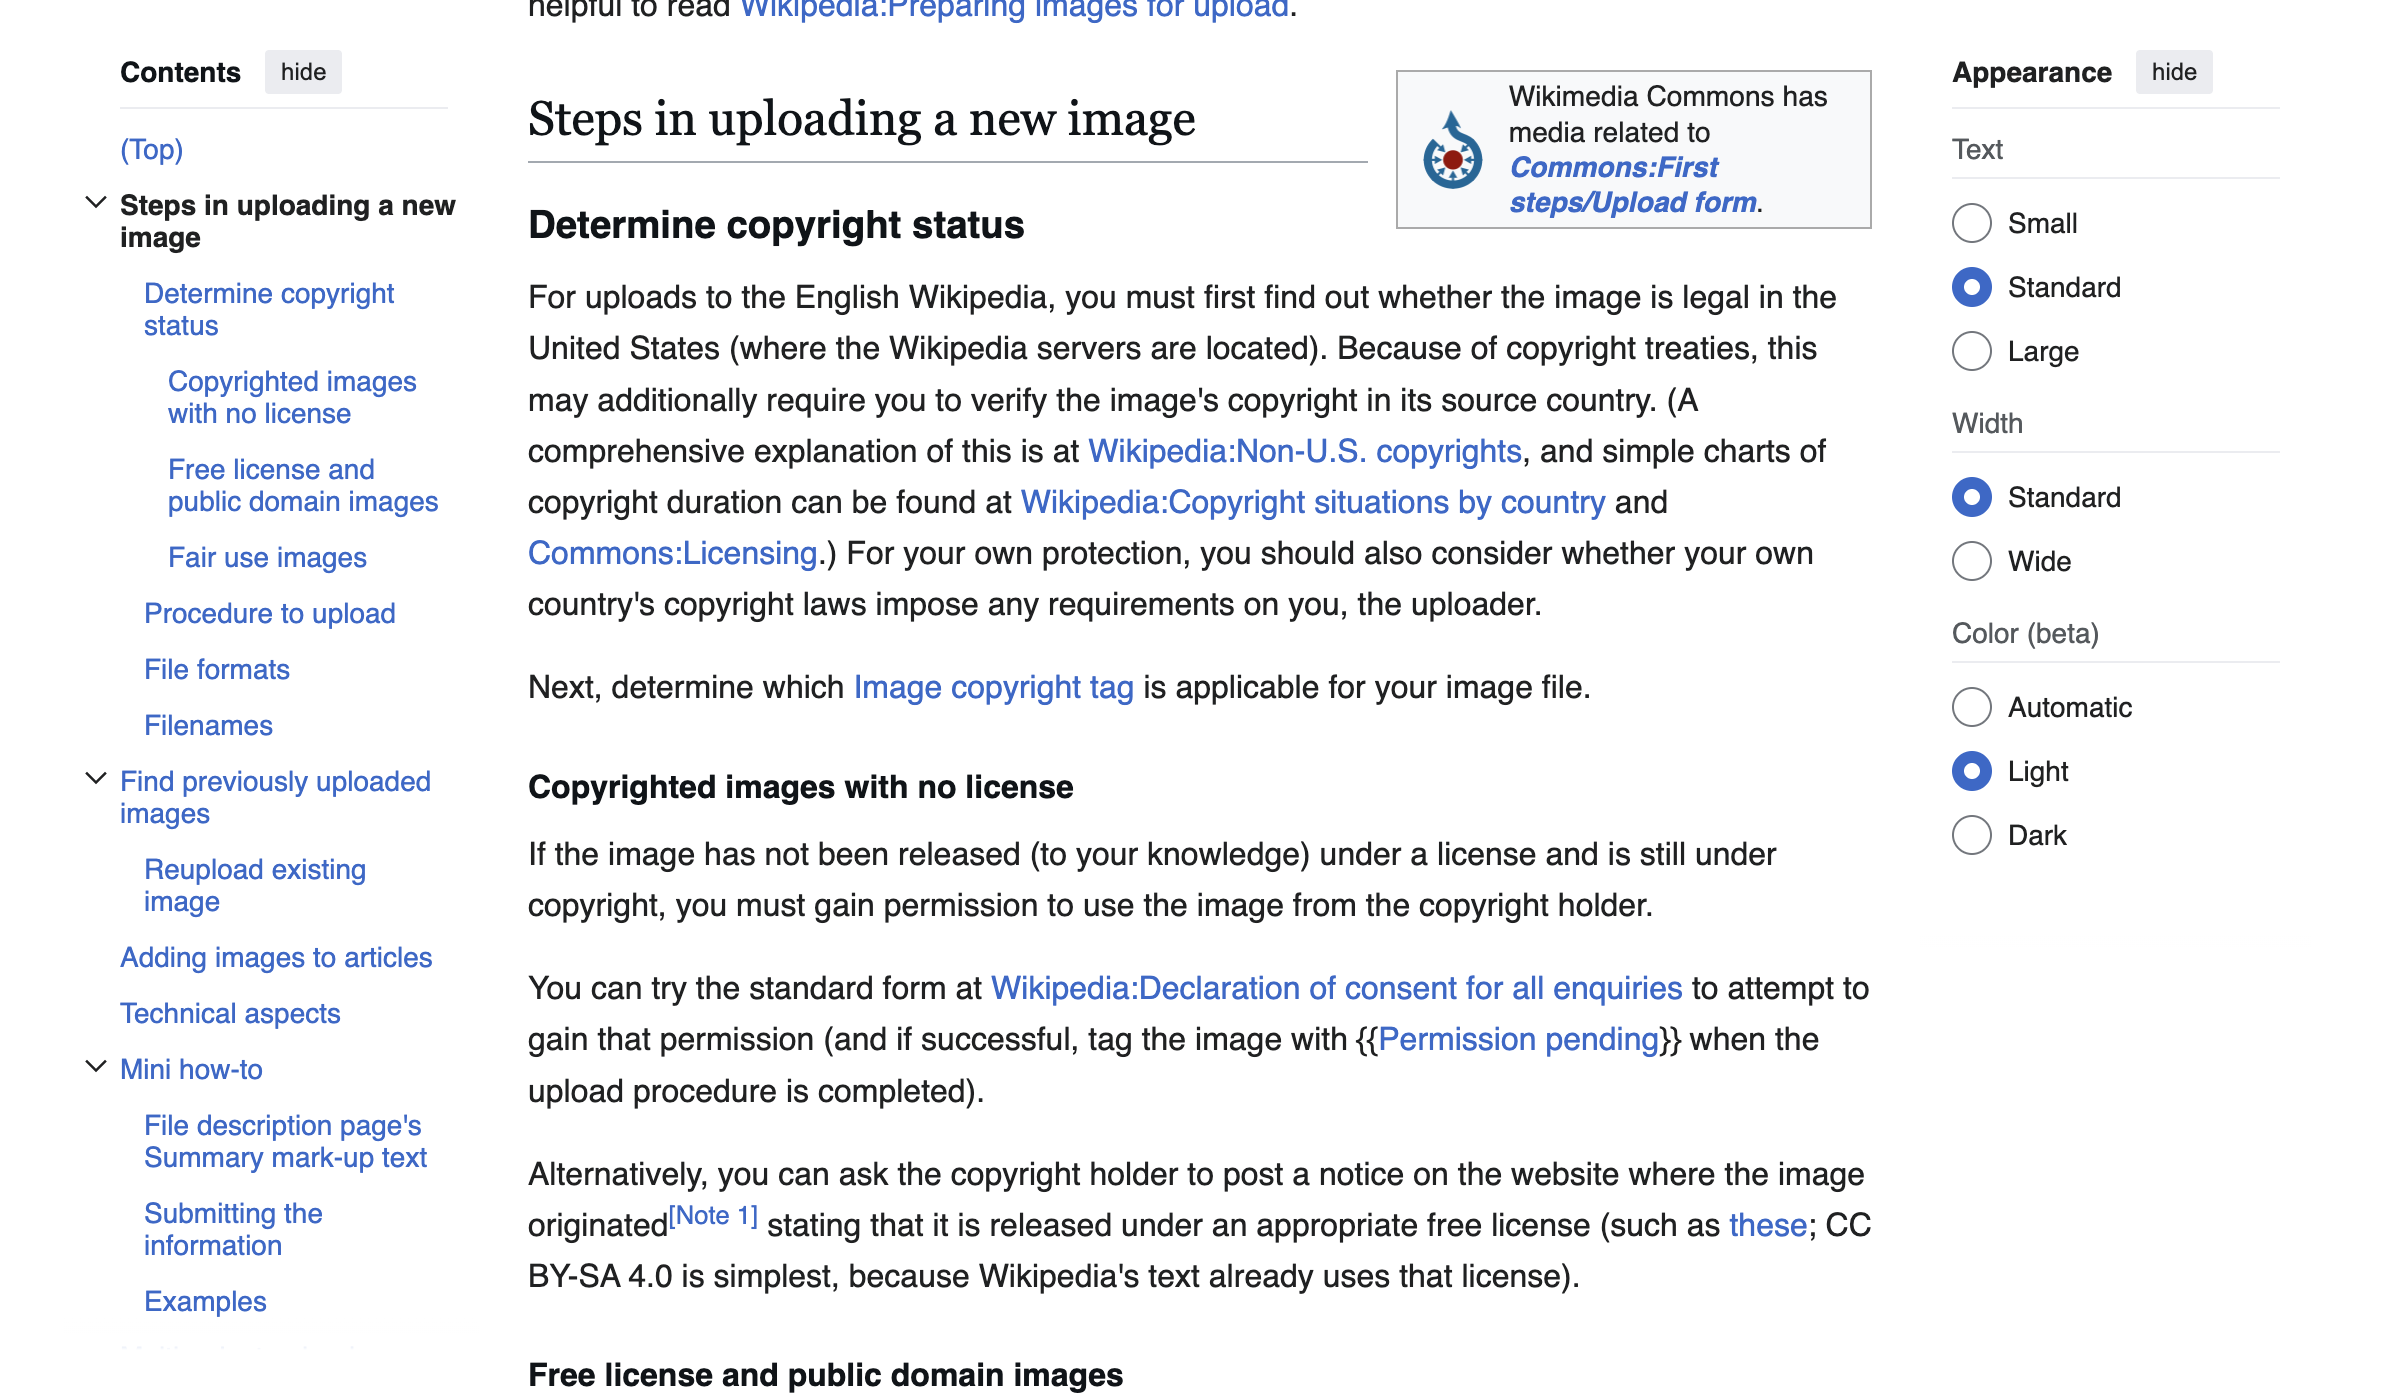 helpful to read Wikipedia:Preparing images for upload.
Contents hide
(Top)
Steps in uploading a new
image
Determine copyright
status
Copyrighted images
with no license
Free license and
public domain images
Fair use images
Procedure to upload
File formats
Filenames
Find previously uploaded
images
Reupload existing
image
Adding images to articles
Technical aspects
Mini how-to
File description page's
Summary mark-up text
Submitting the
information
Examples
Steps in uploading a new image
Wikimedia Commons has
media related to
Commons:First
steps/Upload form.
Determine copyright status
For uploads to the English Wikipedia, you must first find out whether the image is legal in the
United States (where the Wikipedia servers are located). Because of copyright treaties, this
may additionally require you to verify the image's copyright in its source country. (A
comprehensive explanation of this is at Wikipedia:Non-U.S. copyrights, and simple charts of
copyright duration can be found at Wikipedia:Copyright situations by country and
Commons:Licensing.) For your own protection, you should also consider whether your own
country's copyright laws impose any requirements on you, the uploader.
Next, determine which Image copyright tag is applicable for your image file.
Copyrighted images with no license
If the image has not been released (to your knowledge) under a license and is still under
copyright, you must gain permission to use the image from the copyright holder.
You can try the standard form at Wikipedia:Declaration of consent for all enquiries to attempt to
gain that permission (and if successful, tag the image with {{Permission pending}} when the
upload procedure is completed).
Alternatively, you can ask the copyright holder to post a notice on the website where the image
originated[Note 1] stating that it is released under an appropriate free license (such as these; CC
BY-SA 4.0 is simplest, because Wikipedia's text already uses that license).
Free license and public domain images
Appearance hide
Text
Small
Standard
Large
Width
Standard
Wide
Color (beta)
Automatic
Light
Dark